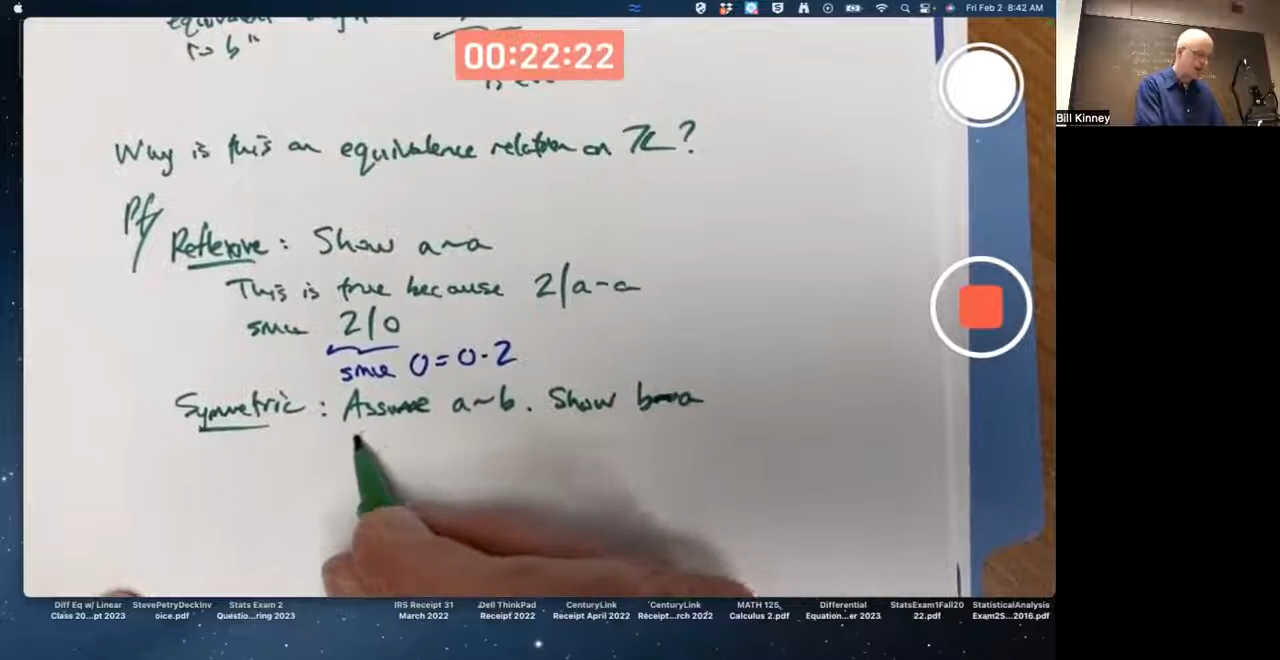 Fri Feb 2 8:42 AM
equivalent
to b"
00:22:22
is
Bill Kinney
Why is this an equivalence relation on ℤ?
Pf/
Reflexive: Show a~a
This is true because 2|a-a
since 2|0
since 0=0·2
Symmetric: Assume a~b. Show b~a
Diff Eq w/ Linear Class 20...pt 2023
StevePetryDeckInv oice.pdf
Stats Exam 2 Questio...ring 2023
IRS Receipt 31 March 2022
Dell ThinkPad Receipt 2022
CenturyLink Receipt April 2022
CenturyLink Receipt...rch 2022
MATH 125, Calculus 2.pdf
Differential Equation...er 2023
StatsExam1Fall20 22.pdf
StatisticalAnalysis Exam2S...2016.pdf